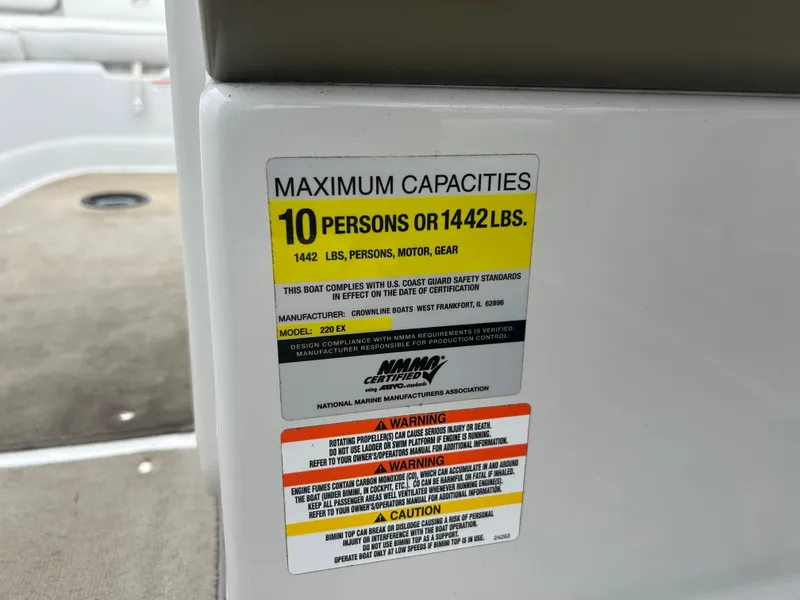 MAXIMUM CAPACITIES
10 PERSONS OR 1442 LBS.
1442 LBS, PERSONS, MOTOR, GEAR
THIS BOAT COMPLIES WITH U.S. COAST GUARD SAFETY STANDARDS
IN EFFECT ON THE DATE OF CERTIFICATION
MANUFACTURER: CROWNLINE BOATS WEST FRANKFORT, IL 62896
MODEL: 220 EX
DESIGN COMPLIANCE WITH NMMA REQUIREMENTS IS VERIFIED.
MANUFACTURER RESPONSIBLE FOR PRODUCTION CONTROL.
NMMA
CERTIFIED
using ABYC standards
NATIONAL MARINE MANUFACTURERS ASSOCIATION
WARNING
ROTATING PROPELLER(S) CAN CAUSE SERIOUS INJURY OR DEATH.
DO NOT USE LADDER OR SWIM PLATFORM IF ENGINE IS RUNNING.
REFER TO YOUR OWNER'S/OPERATORS MANUAL FOR ADDITIONAL INFORMATION.
WARNING
ENGINE FUMES CONTAIN CARBON MONOXIDE (CO), WHICH CAN ACCUMULATE IN AND AROUND
THE BOAT (UNDER BIMINI, IN COCKPIT, ETC.). CO CAN BE HARMFUL OR FATAL IF INHALED.
KEEP ALL PASSENGER AREAS WELL VENTILATED WHENEVER RUNNING ENGINE(S).
REFER TO YOUR OWNER'S/OPERATORS MANUAL FOR ADDITIONAL INFORMATION.
CAUTION
BIMINI TOP CAN BREAK OR DISLODGE CAUSING A RISK OF PERSONAL
INJURY OR INTERFERENCE WITH THE BOAT OPERATION.
DO NOT USE BIMINI TOP AS A SUPPORT.
OPERATE BOAT ONLY AT LOW SPEEDS IF BIMINI TOP IS IN USE.